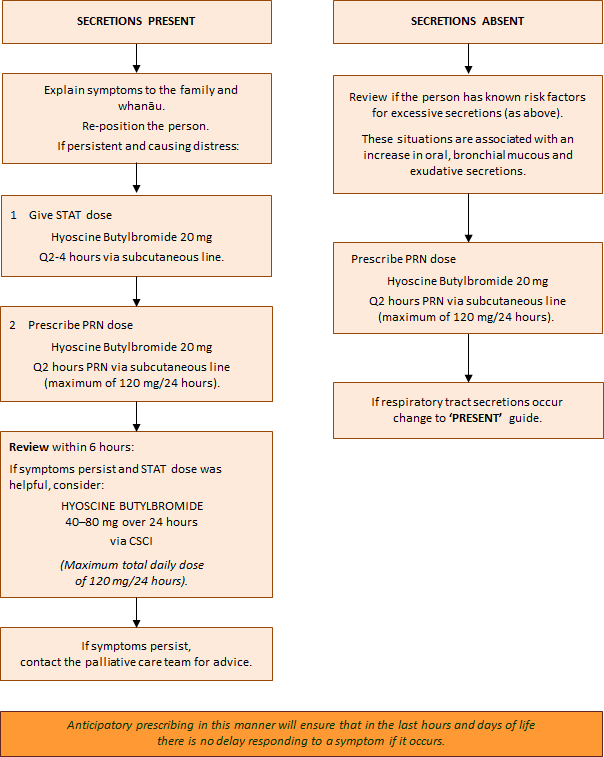 SECRETIONS PRESENT
Explain symptoms to the family and
whanāu.
Re-position the person.
If persistent and causing distress:
1 Give STAT dose
Hyoscine Butylbromide 20 mg
Q2-4 hours via subcutaneous line.
2 Prescribe PRN dose
Hyoscine Butylbromide 20 mg
Q2 hours PRN via subcutaneous line
(maximum of 120 mg/24 hours).
Review within 6 hours:
If symptoms persist and STAT dose was
helpful, consider:
HYOSCINE BUTYLBROMIDE
40–80 mg over 24 hours
via CSCI
(Maximum total daily dose
of 120 mg/24 hours).
If symptoms persist,
contact the palliative care team for advice.
SECRETIONS ABSENT
Review if the person has known risk factors
for excessive secretions (as above).
These situations are associated with an
increase in oral, bronchial mucous and
exudative secretions.
Prescribe PRN dose
Hyoscine Butylbromide 20 mg
Q2 hours PRN via subcutaneous line
(maximum of 120 mg/24 hours).
If respiratory tract secretions occur
change to ‘PRESENT’ guide.
Anticipatory prescribing in this manner will ensure that in the last hours and days of life
there is no delay responding to a symptom if it occurs.